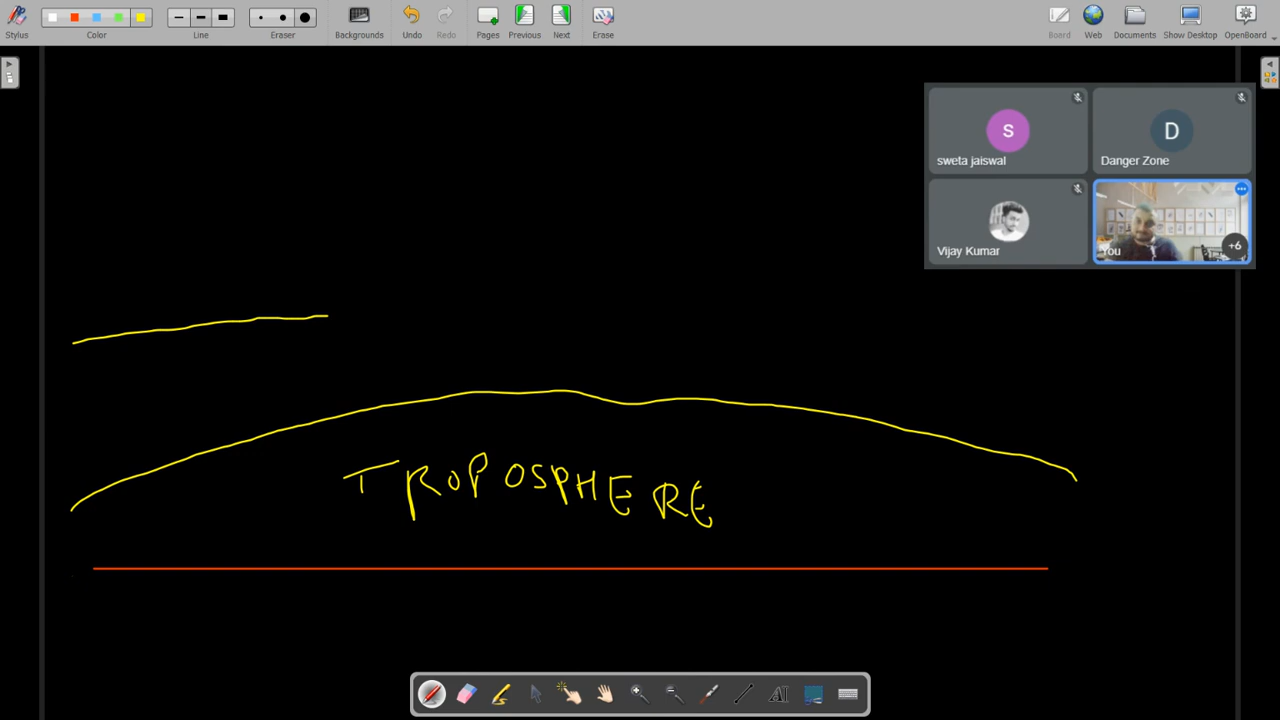 Stylus
Color
Line
Eraser
Backgrounds
Undo
Redo
Pages
Previous
Next
Erase
Board
Web
Documents
Show Desktop
OpenBoard
S
sweta jaiswal
D
Danger Zone
Vijay Kumar
You
+6
TROPOSPHERE
AI